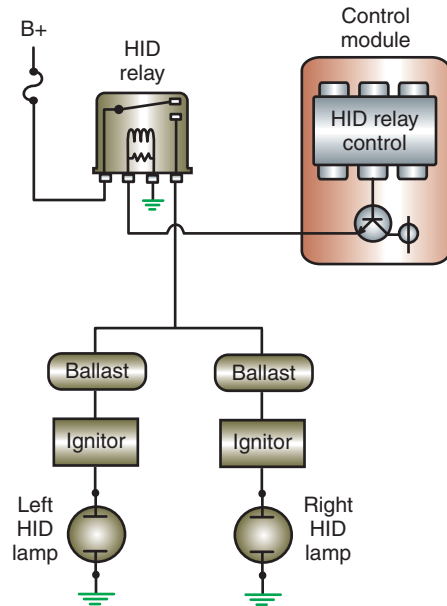 B+
HID
relay
Control
module
HID relay
control
Ballast
Ballast
Ignitor
Ignitor
Left
HID
lamp
Right
HID
lamp